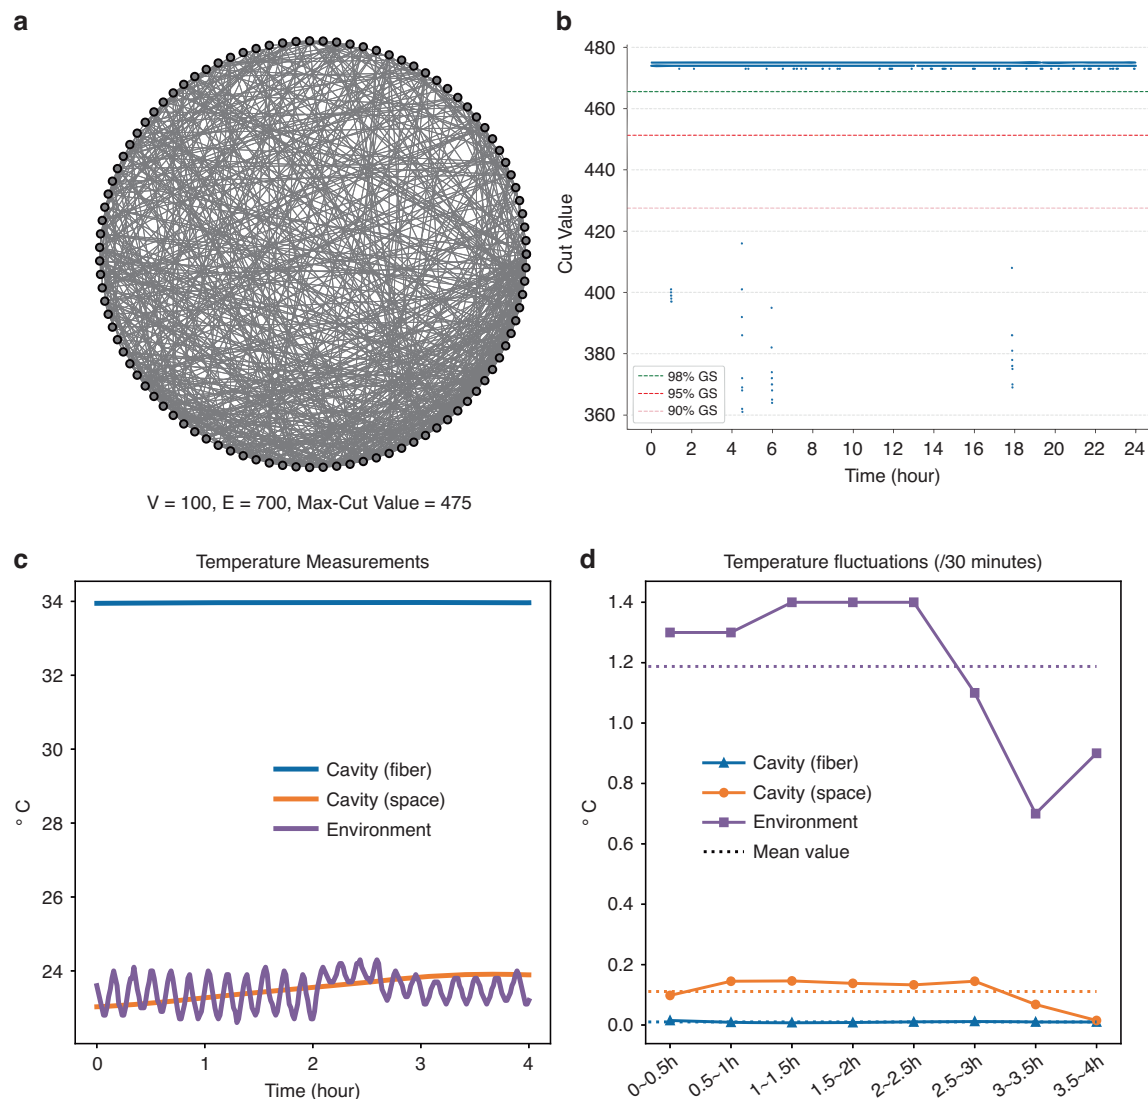 a
V = 100, E = 700, Max-Cut Value = 475
b
480
460
440
420
400
380
360
Cut Value
98% GS
95% GS
90% GS
0 2 4 6 8 10 12 14 16 18 20 22 24
Time (hour)
c
Temperature Measurements
34
32
30
28
26
24
° C
Cavity (fiber)
Cavity (space)
Environment
0 1 2 3 4
Time (hour)
d
Temperature fluctuations (/30 minutes)
1.4
1.2
1.0
0.8
0.6
0.4
0.2
0.0
° C
Cavity (fiber)
Cavity (space)
Environment
Mean value
0~0.5h 0.5~1h 1~1.5h 1.5~2h 2~2.5h 2.5~3h 3~3.5h 3.5~4h